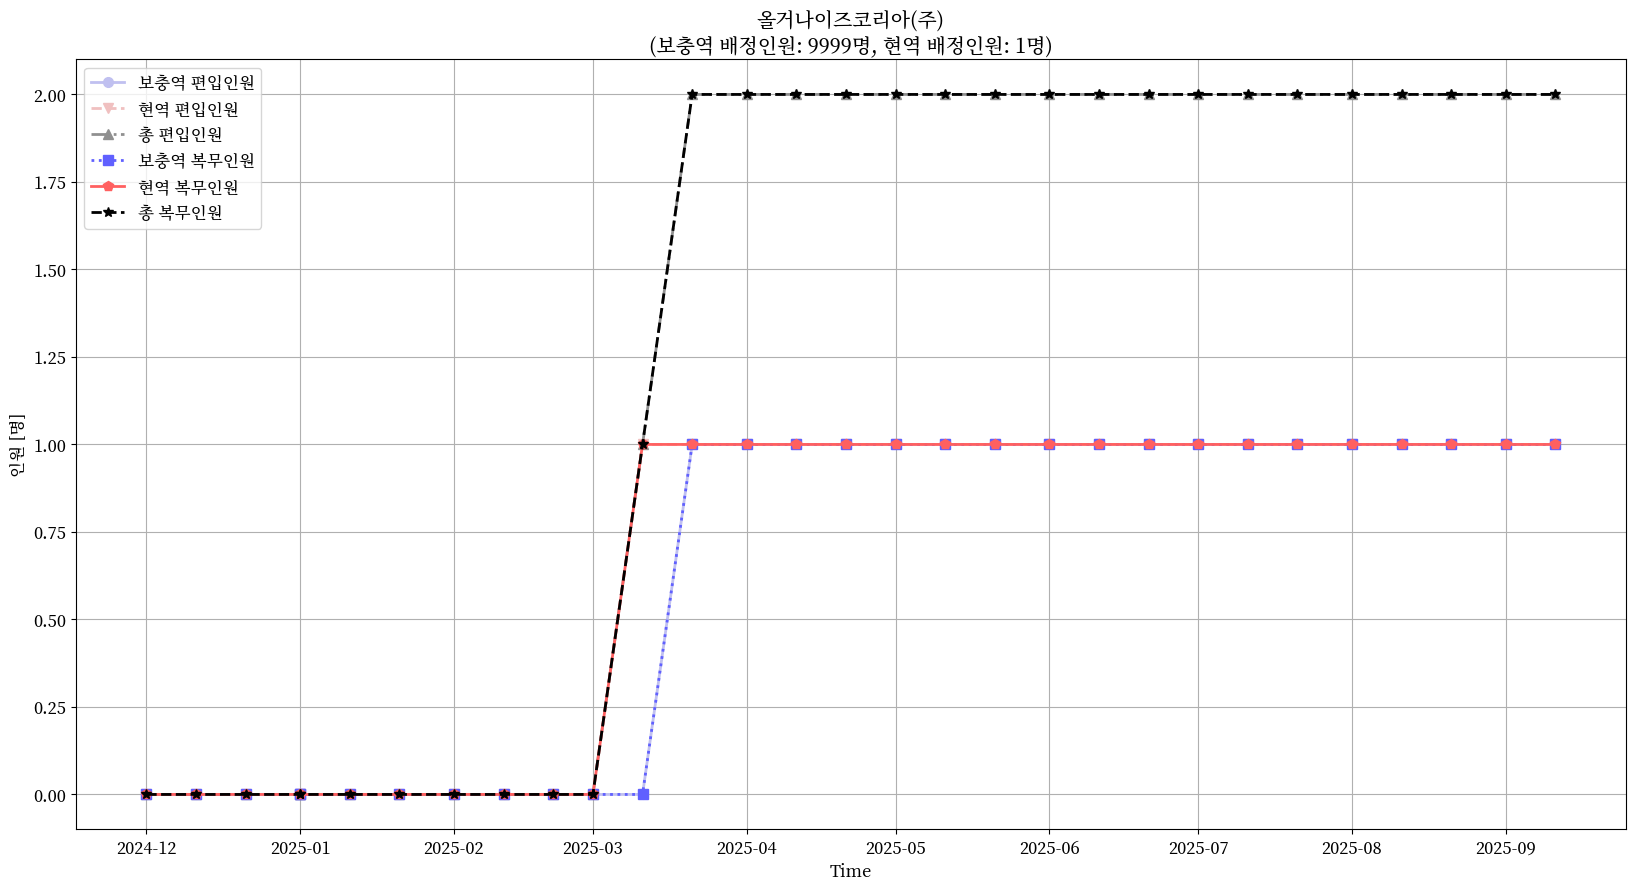 올거나이즈코리아(주)
(보충역 배정인원: 9999명, 현역 배정인원: 1명)
보충역 편입인원
현역 편입인원
총 편입인원
보충역 복무인원
현역 복무인원
총 복무인원
2.00
1.75
1.50
1.25
1.00
0.75
0.50
0.25
0.00
인원 [명]
2024-12 2025-01 2025-02 2025-03 2025-04 2025-05 2025-06 2025-07 2025-08 2025-09
Time